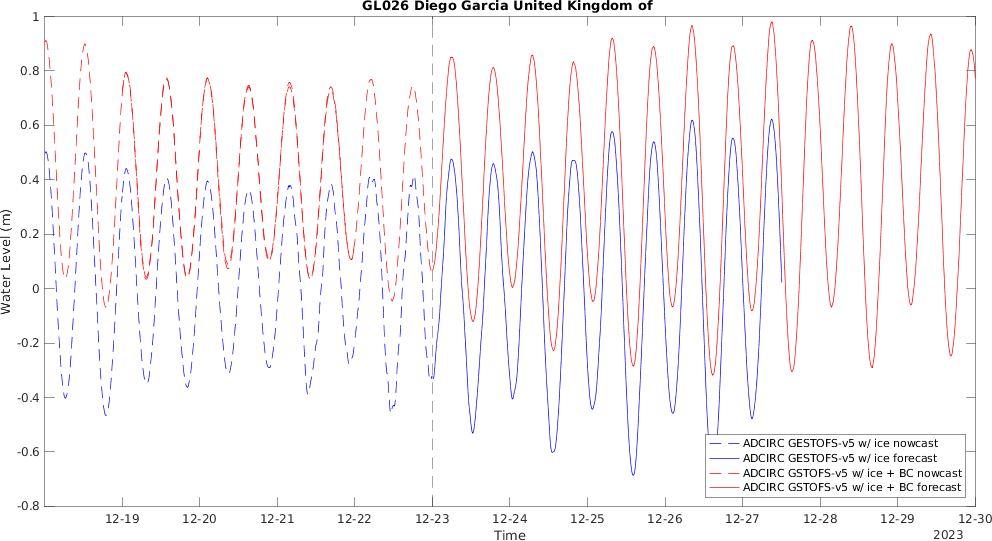 GL026 Diego Garcia United Kingdom of
1
0.8
0.6
0.4
0.2
0
-0.2
-0.4
-0.6
-0.8
Water Level (m)
ADCIRC GESTOFS-v5 w/ ice nowcast
ADCIRC GESTOFS-v5 w/ ice forecast
ADCIRC GSTOFS-v5 w/ ice + BC nowcast
ADCIRC GSTOFS-v5 w/ ice + BC forecast
12-19 12-20 12-21 12-22 12-23 12-24 12-25 12-26 12-27 12-28 12-29 12-30
Time
2023